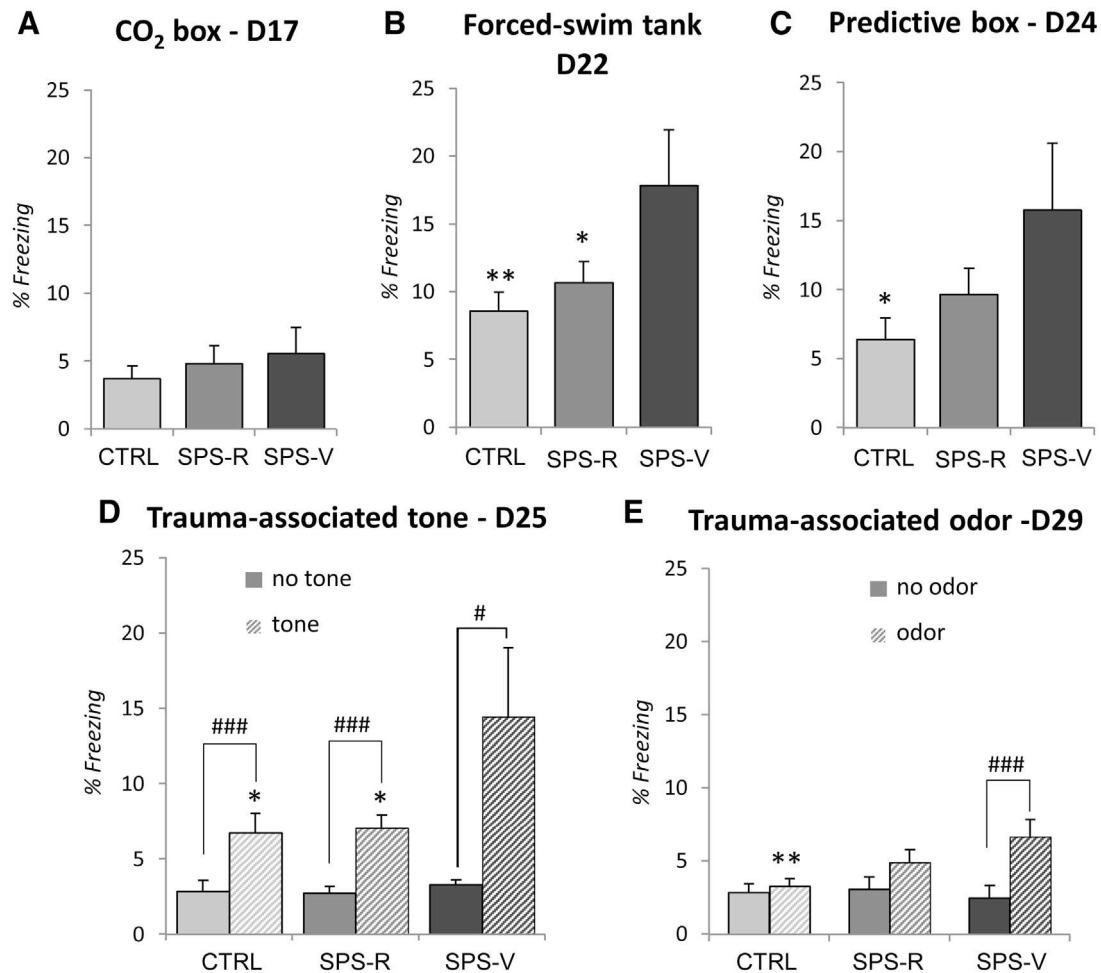 A CO₂ box - D17
25
20
15
10
5
0
% Freezing
CTRL SPS-R SPS-V
B Forced-swim tank
D22
25
20
15
10
5
0
% Freezing
**
*
CTRL SPS-R SPS-V
C Predictive box - D24
25
20
15
10
5
0
% Freezing
*
CTRL SPS-R SPS-V
D Trauma-associated tone - D25
25
20
15
10
5
0
% Freezing
no tone
tone
###
*
###
*
#
CTRL SPS-R SPS-V
E Trauma-associated odor -D29
25
20
15
10
5
0
% Freezing
no odor
odor
**
###
CTRL SPS-R SPS-V